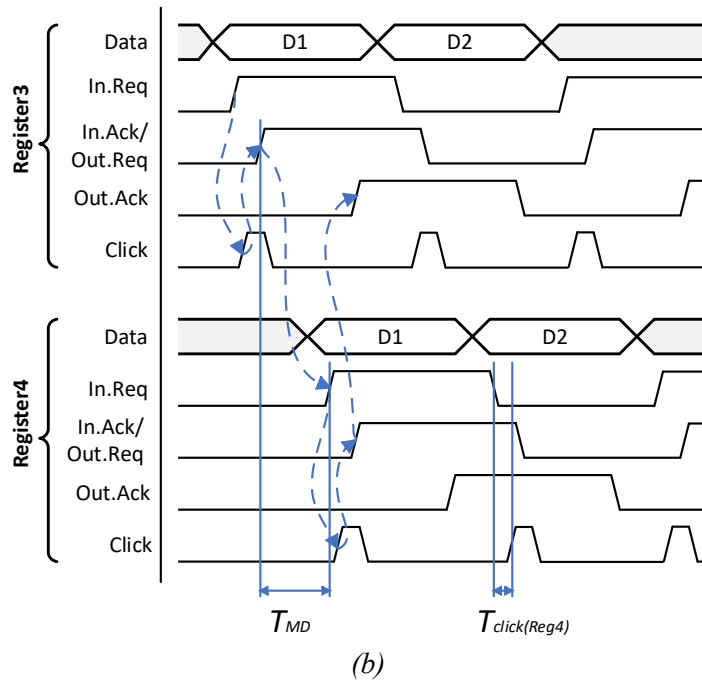 Register3
Data D1 D2
In.Req
In.Ack/
Out.Req
Out.Ack
Click
Register4
Data D1 D2
In.Req
In.Ack/
Out.Req
Out.Ack
Click
TMD Tclick(Reg4)
(b)